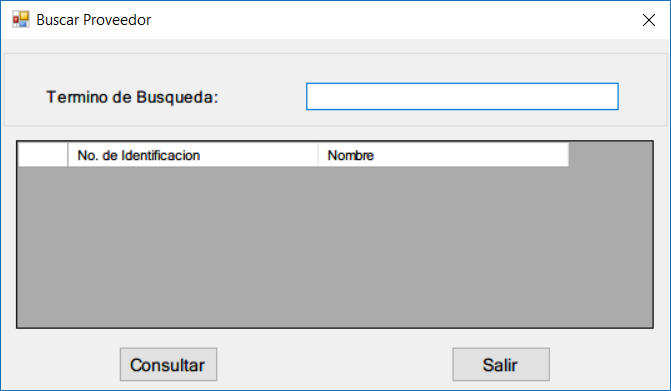 Buscar Proveedor
Termino de Busqueda:
No. de Identificacion Nombre
Consultar Salir